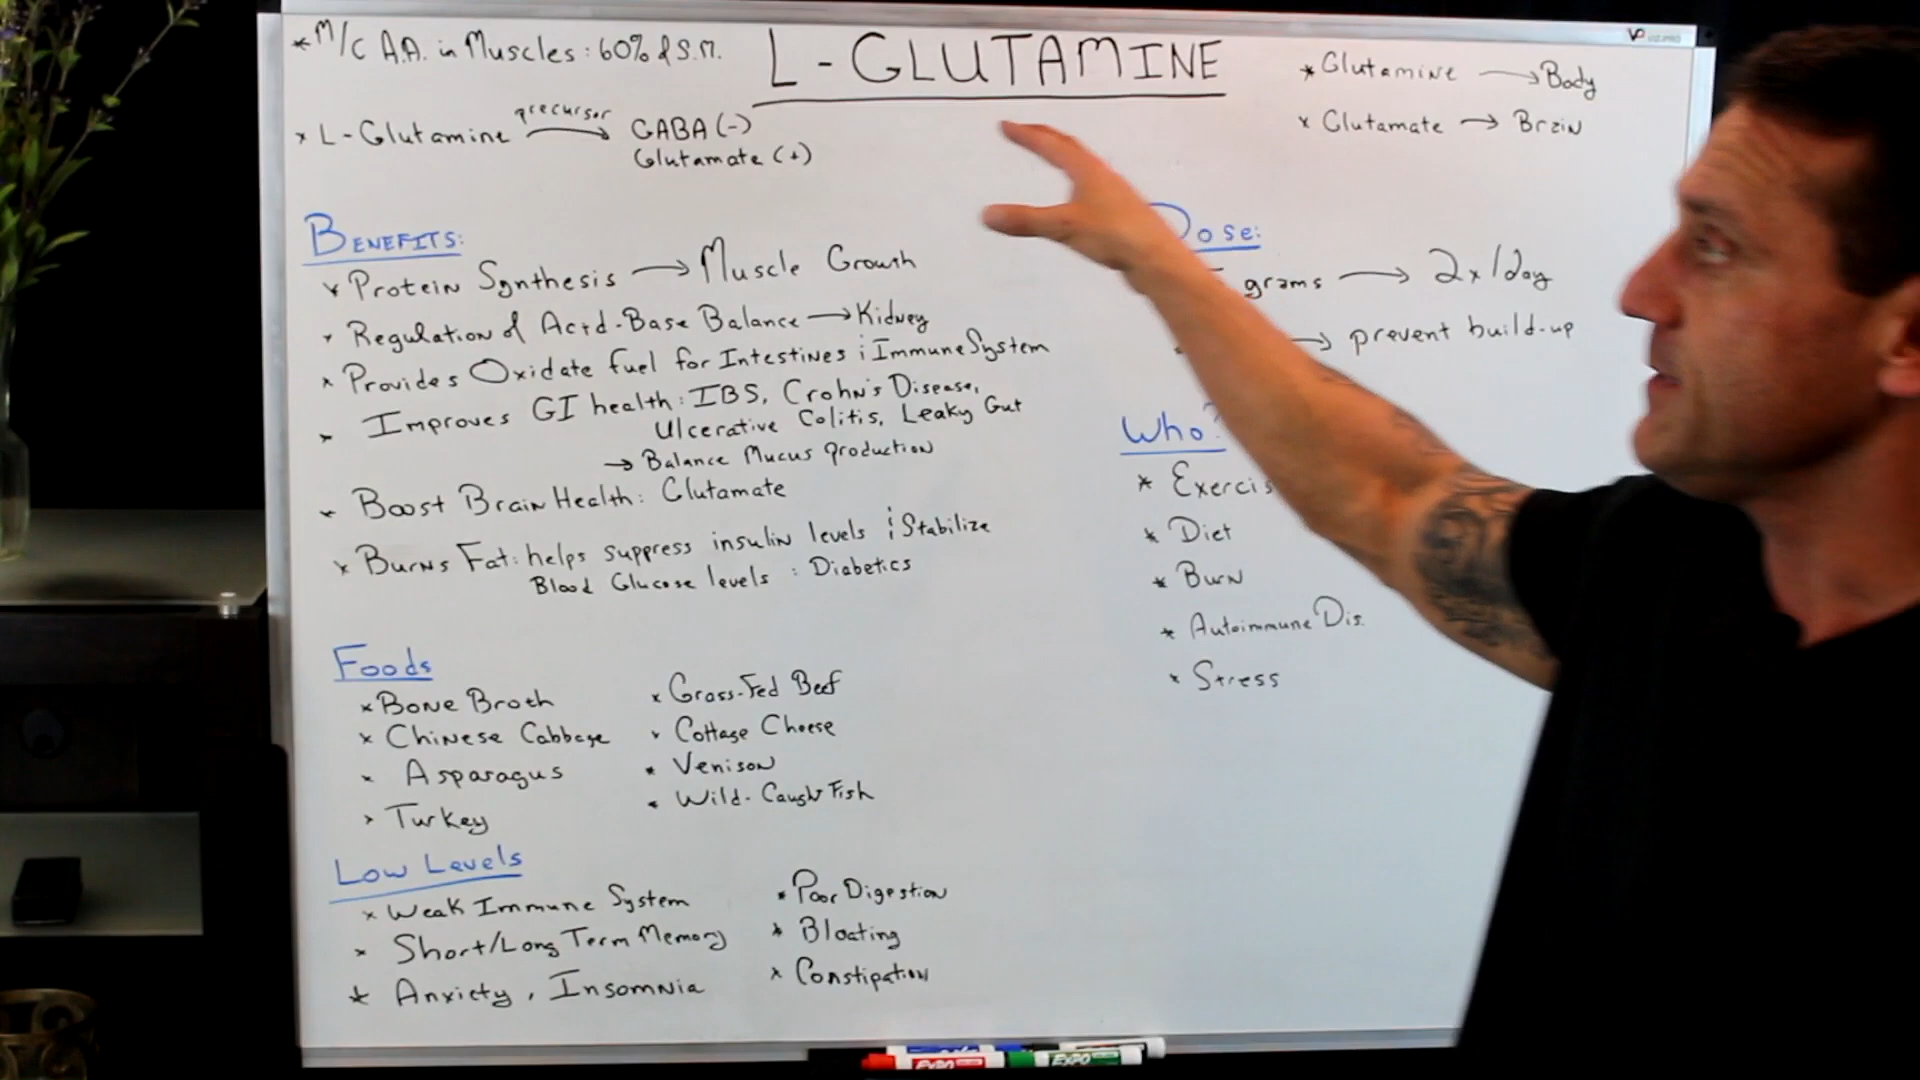 * M/C A.A. in Muscles: 60% of S.M.
L-GLUTAMINE
* Glutamine → Body
* Glutamate → Brain
* L-Glutamine precursor → GABA (-)
Glutamate (+)
BENEFITS:
* Protein Synthesis → Muscle Growth
* Regulation of Acid-Base Balance → Kidney
* Provides Oxidate fuel for Intestines & Immune System
* Improves GI health: IBS, Crohn's Disease,
Ulcerative Colitis, Leaky Gut
→ Balance Mucus production
* Boost Brain Health: Glutamate
* Burns Fat: helps suppress insulin levels & Stabilize
Blood Glucose levels: Diabetics
Foods
* Bone Broth
* Chinese Cabbage
* Asparagus
* Turkey
* Grass-Fed Beef
* Cottage Cheese
* Venison
* Wild-Caught Fish
Low Levels
* Weak Immune System
* Short/Long Term Memory
* Anxiety, Insomnia
* Poor Digestion
* Bloating
* Constipation
Dose:
grams → 2x/day
→ prevent build-up
Who?
* Exercis
* Diet
* Burn
* Autoimmune Dis.
* Stress
EXPO
EXPO